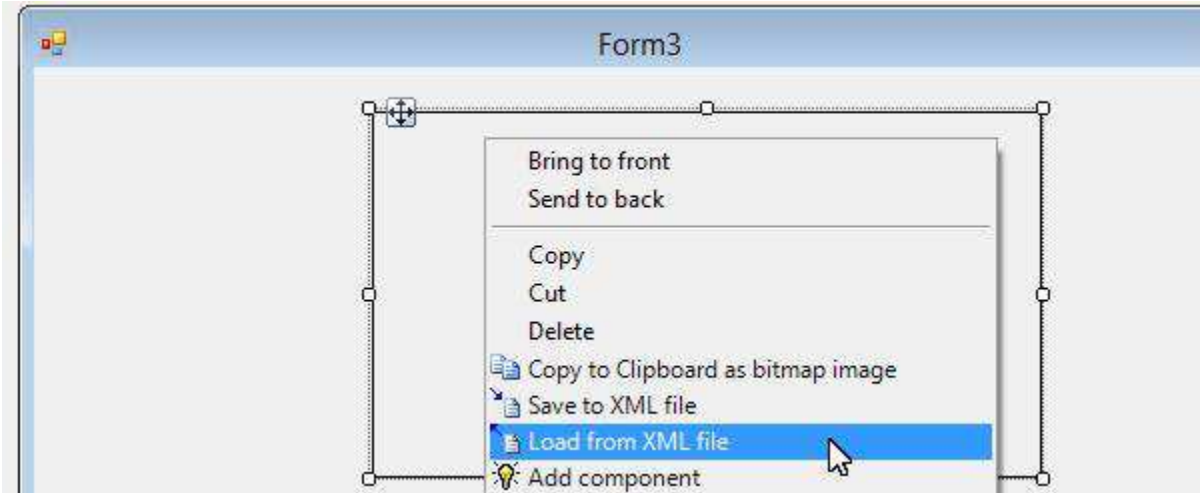 Form3
Bring to front
Send to back
Copy
Cut
Delete
Copy to Clipboard as bitmap image
Save to XML file
Load from XML file
Add component